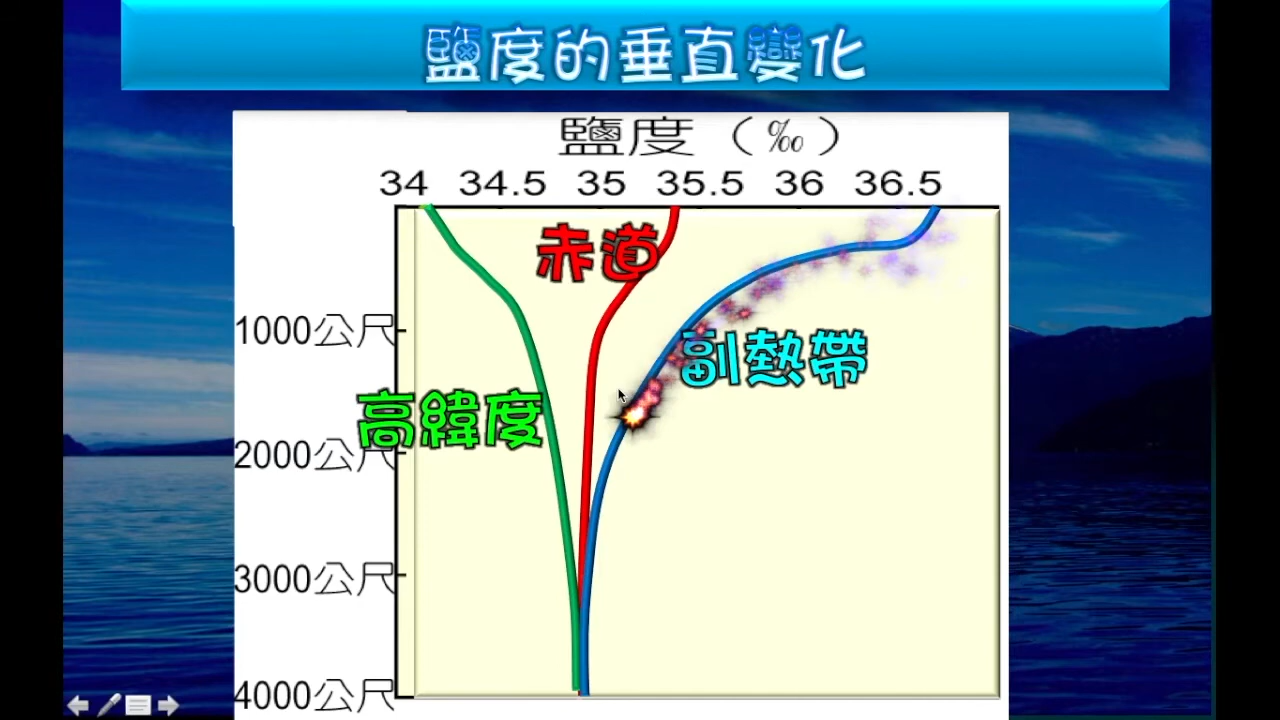 鹽度的垂直變化
鹽度（‰）
34 34.5 35 35.5 36 36.5
赤道
1000公尺
副熱帶
高緯度
2000公尺
3000公尺
4000公尺